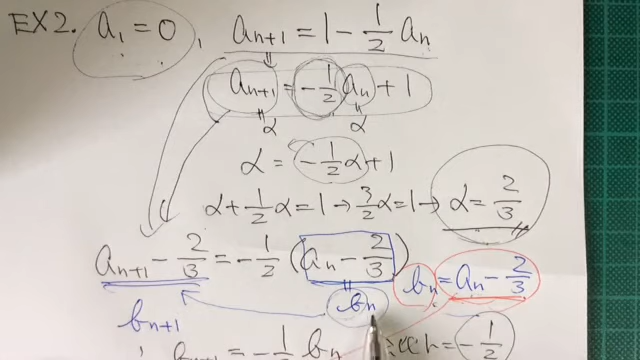 EX2. a₁ = 0, aₙ₊₁ = 1 - 1/2 aₙ
aₙ₊₁ = -1/2 aₙ + 1
α α
α = -1/2 α + 1
α + 1/2 α = 1 → 3/2 α = 1 → α = 2/3
aₙ₊₁ - 2/3 = -1/2 (aₙ - 2/3)
bₙ = aₙ - 2/3
bₙ₊₁ bₙ
bₙ₊₁ = -1/2 bₙ r = -1/2